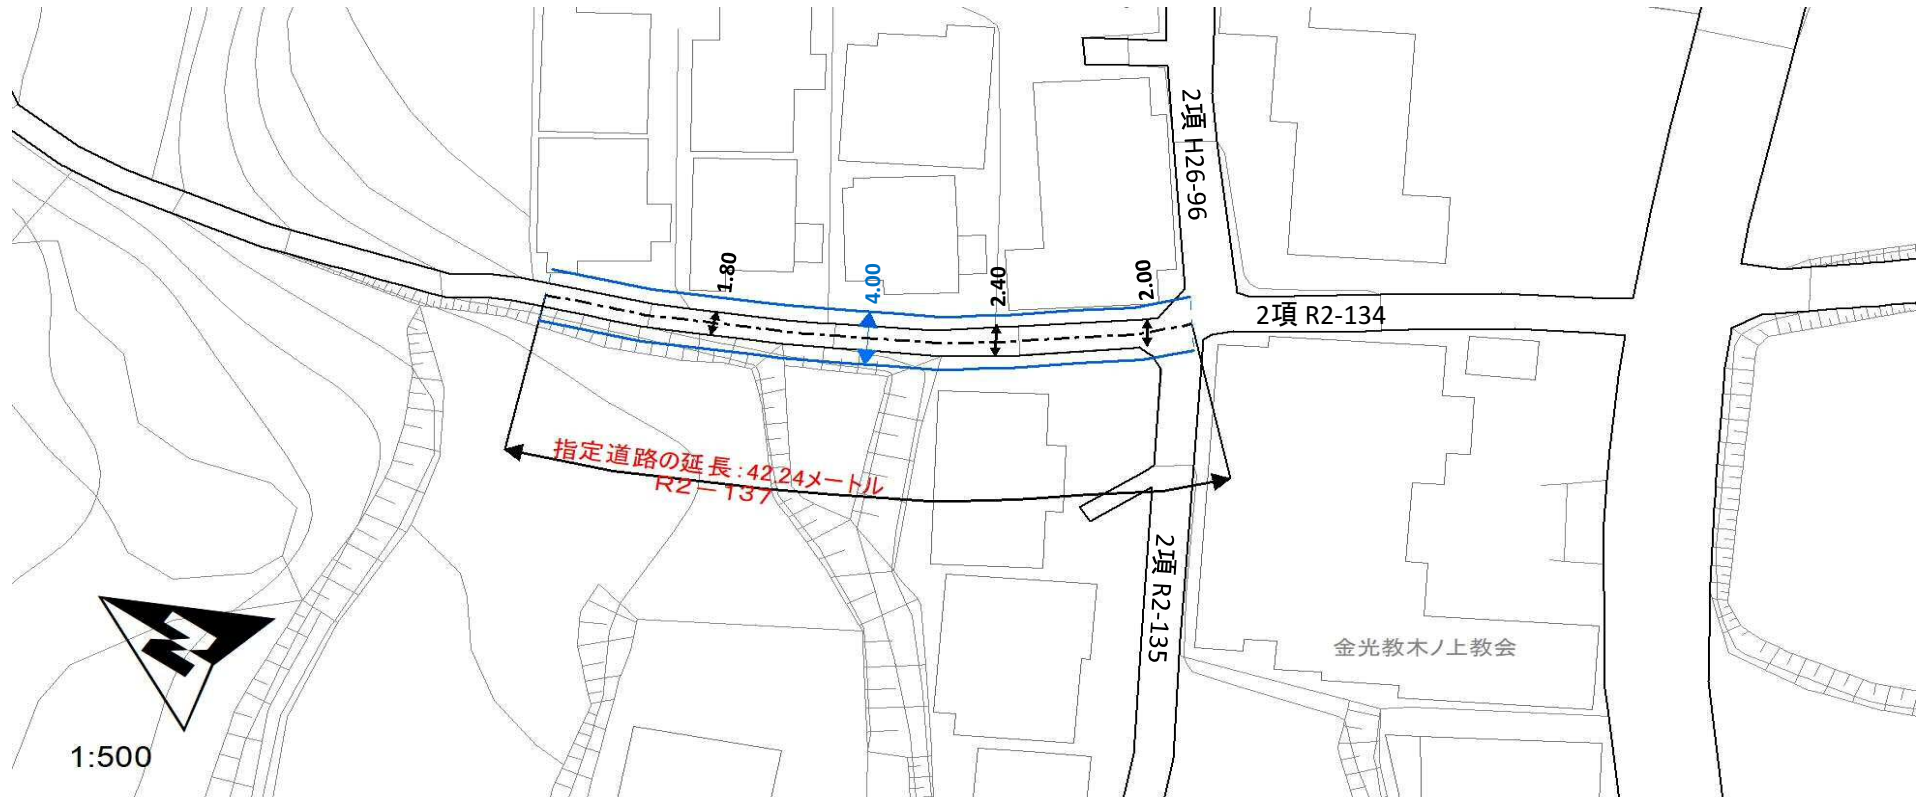 2項 H26-96
1.80
4.00
2.40
2.00
2項 R2-134
指定道路の延長:42.24メートル
R2-137
2項 R2-135
金光教木ノ上教会
N
1:500